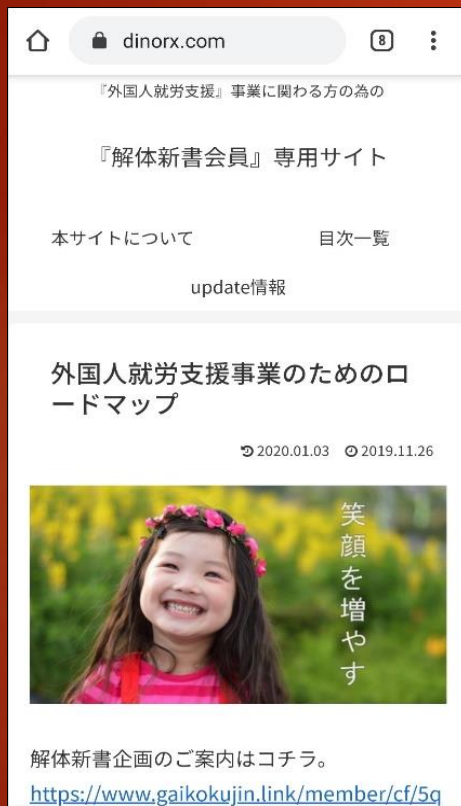 dinorx.com
8
『外国人就労支援』事業に関わる方の為の
『解体新書会員』専用サイト
本サイトについて
目次一覧
update情報
外国人就労支援事業のためのロ
ードマップ
2020.01.03 2019.11.26
笑顔を増やす
解体新書企画のご案内はコチラ。
https://www.gaikokujin.link/member/cf/5q